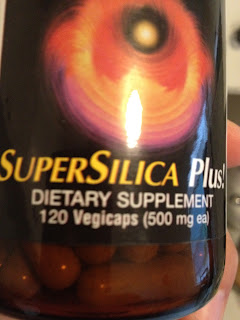 SUPERSILICA Plus!
DIETARY SUPPLEMENT
120 Vegicaps (500 mg ea)